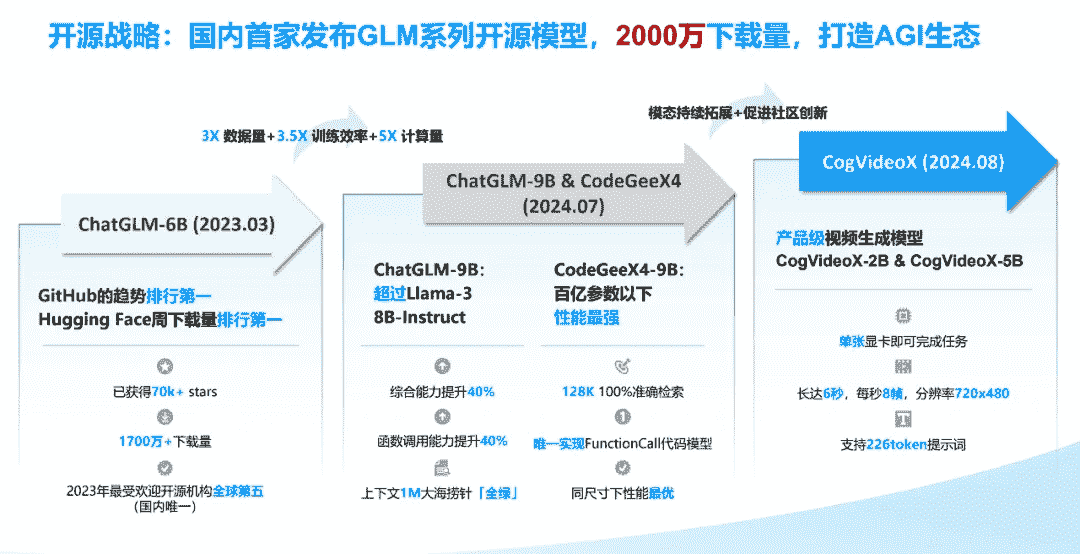 开源战略：国内首家发布GLM系列开源模型，2000万下载量，打造AGI生态
3X 数据量+3.5X 训练效率+5X 计算量
模态持续拓展+促进社区创新
ChatGLM-6B (2023.03)
GitHub的趋势排行第一
Hugging Face周下载量排行第一
已获得70k+ stars
1700万+下载量
2023年最受欢迎开源机构全球第五
（国内唯一）
ChatGLM-9B & CodeGeeX4
(2024.07)
ChatGLM-9B：
超过Llama-3
8B-Instruct
综合能力提升40%
函数调用能力提升40%
上下文1M大海捞针「全绿」
CodeGeeX4-9B：
百亿参数以下
性能最强
128K 100%准确检索
唯一实现FunctionCall代码模型
同尺寸下性能最优
CogVideoX (2024.08)
产品级视频生成模型
CogVideoX-2B & CogVideoX-5B
单张显卡即可完成任务
长达6秒，每秒8帧，分辨率720x480
支持226token提示词